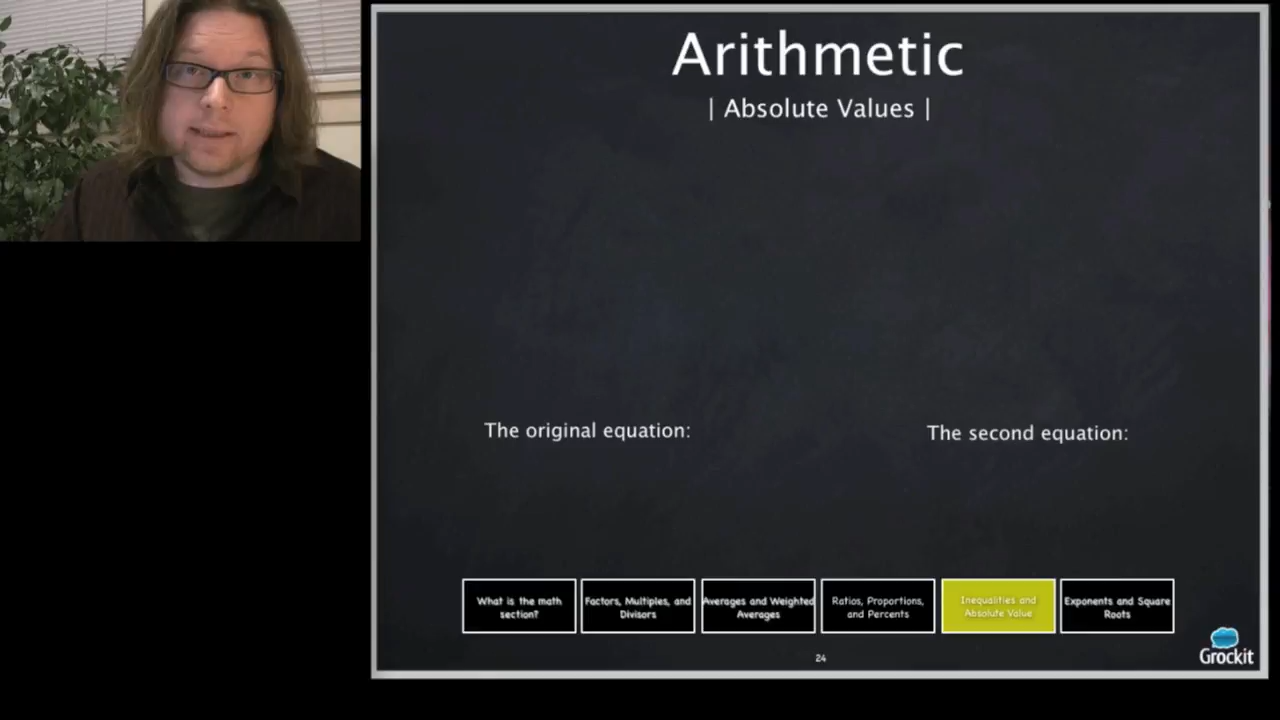 Arithmetic
| Absolute Values |
The original equation:
The second equation:
What is the math
section?
Factors, Multiples, and
Divisors
Averages and Weighted
Averages
Ratios, Proportions,
and Percents
Inequalities and
Absolute Value
Exponents and Square
Roots
24
Grockit